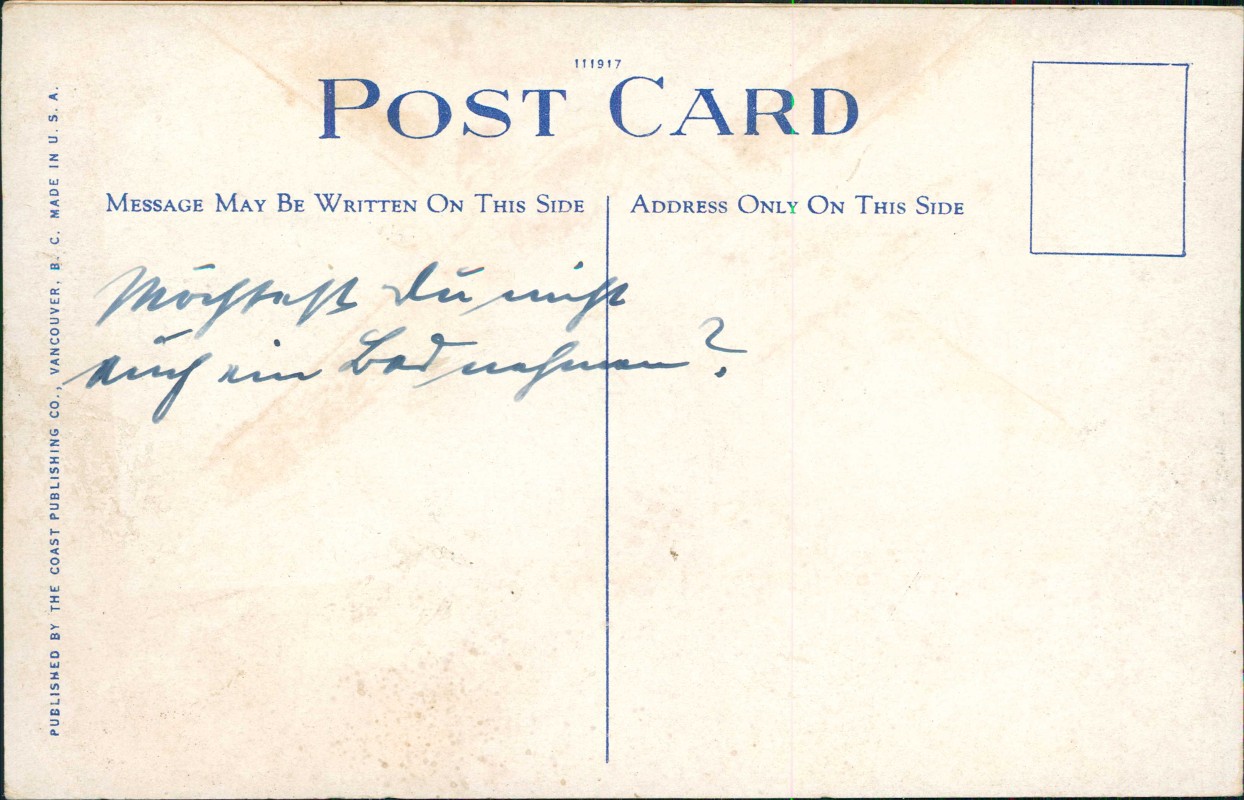 111917
POST CARD
MESSAGE MAY BE WRITTEN ON THIS SIDE
ADDRESS ONLY ON THIS SIDE
Möchtest Du nicht
auch ein Bad nehmen?
PUBLISHED BY THE COAST PUBLISHING CO., VANCOUVER, B. C. MADE IN U. S. A.